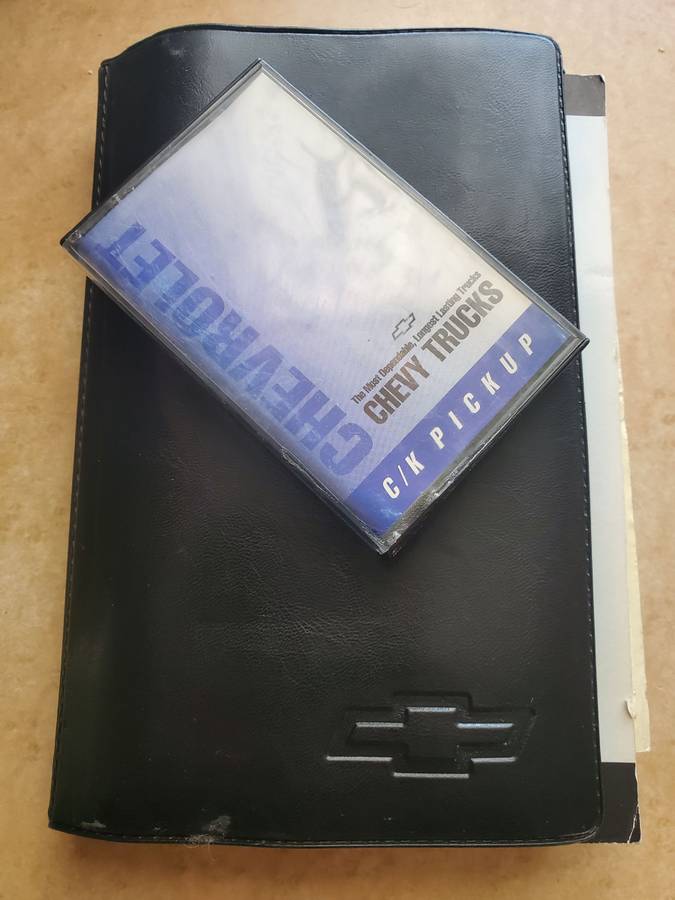 CHEVROLET
The Most Dependable, Longest Lasting Trucks
CHEVY TRUCKS
C/K PICKUP